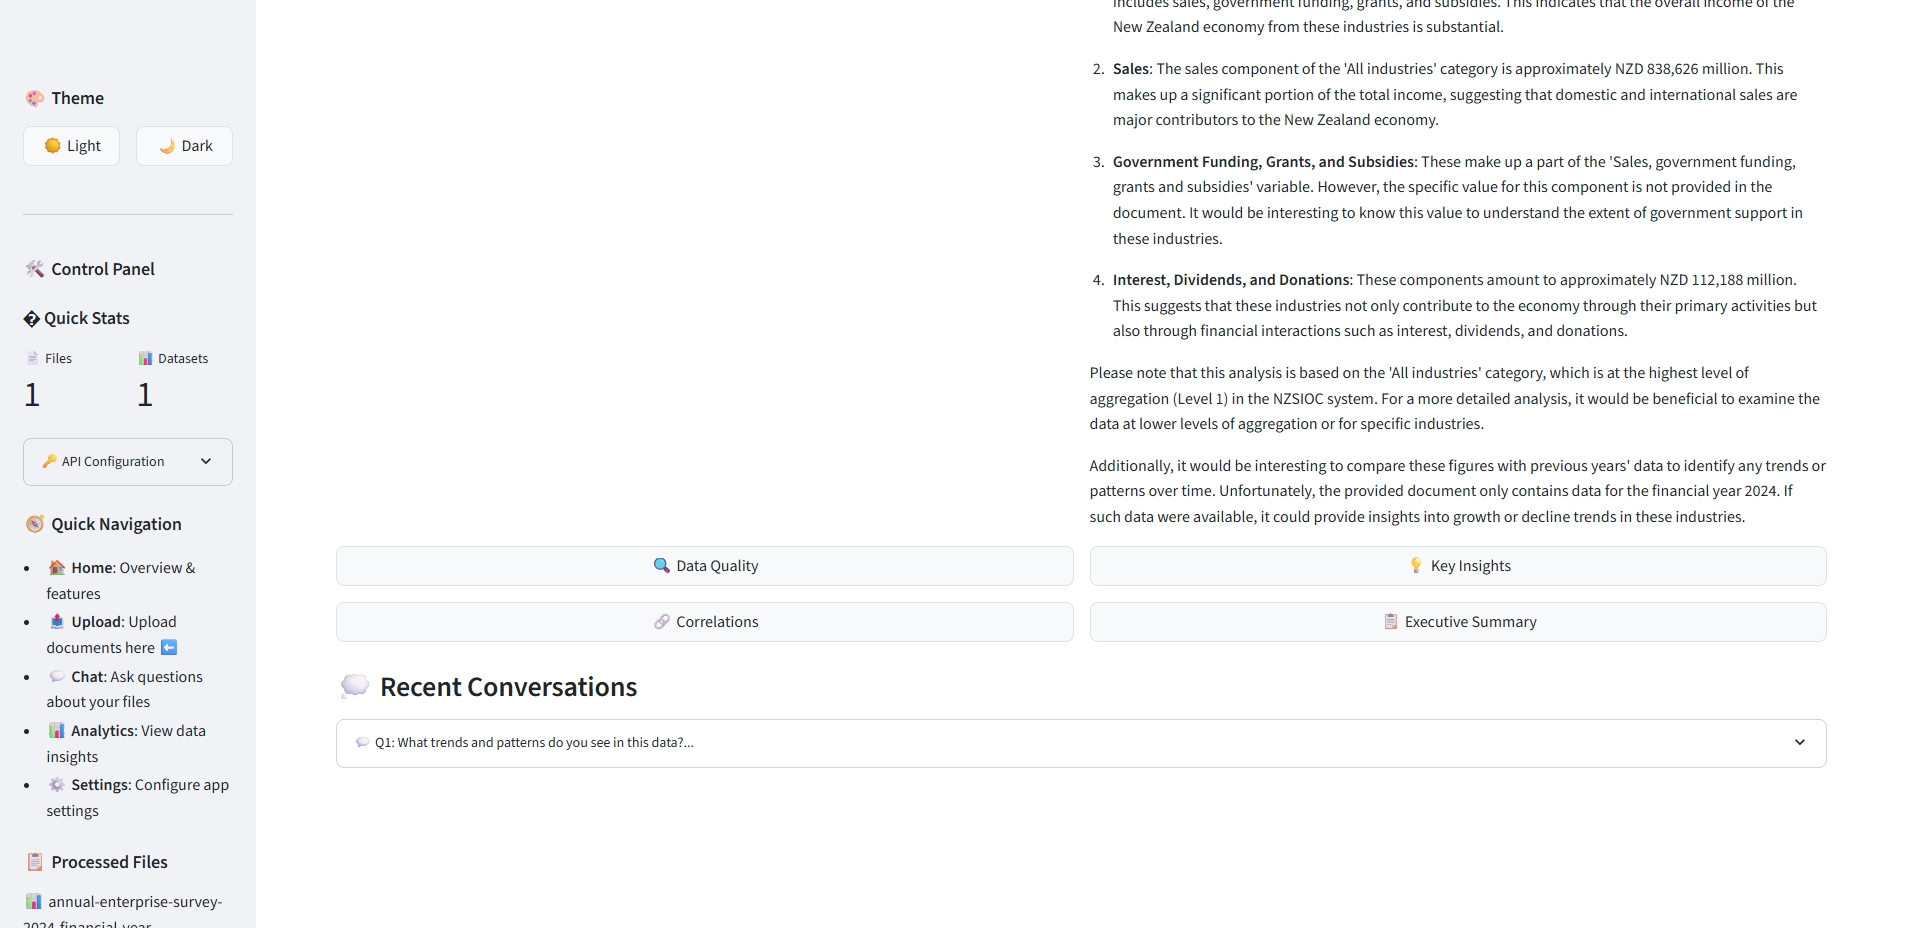 🎨 Theme
🌞 Light
🌙 Dark
🛠️ Control Panel
� Quick Stats
📄 Files
📊 Datasets
1
1
🔑 API Configuration
🧭 Quick Navigation
🏠 Home: Overview &
features
📤 Upload: Upload
documents here ⬅️
💬 Chat: Ask questions
about your files
📊 Analytics: View data
insights
⚙️ Settings: Configure app
settings
📋 Processed Files
📊 annual-enterprise-survey-
2024-financial-year
includes sales, government funding, grants, and subsidies. This indicates that the overall income of the
New Zealand economy from these industries is substantial.
2. Sales: The sales component of the 'All industries' category is approximately NZD 838,626 million. This
makes up a significant portion of the total income, suggesting that domestic and international sales are
major contributors to the New Zealand economy.
3. Government Funding, Grants, and Subsidies: These make up a part of the 'Sales, government funding,
grants and subsidies' variable. However, the specific value for this component is not provided in the
document. It would be interesting to know this value to understand the extent of government support in
these industries.
4. Interest, Dividends, and Donations: These components amount to approximately NZD 112,188 million.
This suggests that these industries not only contribute to the economy through their primary activities but
also through financial interactions such as interest, dividends, and donations.
Please note that this analysis is based on the 'All industries' category, which is at the highest level of
aggregation (Level 1) in the NZSIOC system. For a more detailed analysis, it would be beneficial to examine the
data at lower levels of aggregation or for specific industries.
Additionally, it would be interesting to compare these figures with previous years' data to identify any trends or
patterns over time. Unfortunately, the provided document only contains data for the financial year 2024. If
such data were available, it could provide insights into growth or decline trends in these industries.
🔍 Data Quality
💡 Key Insights
🔗 Correlations
📋 Executive Summary
💭 Recent Conversations
💬 Q1: What trends and patterns do you see in this data?...